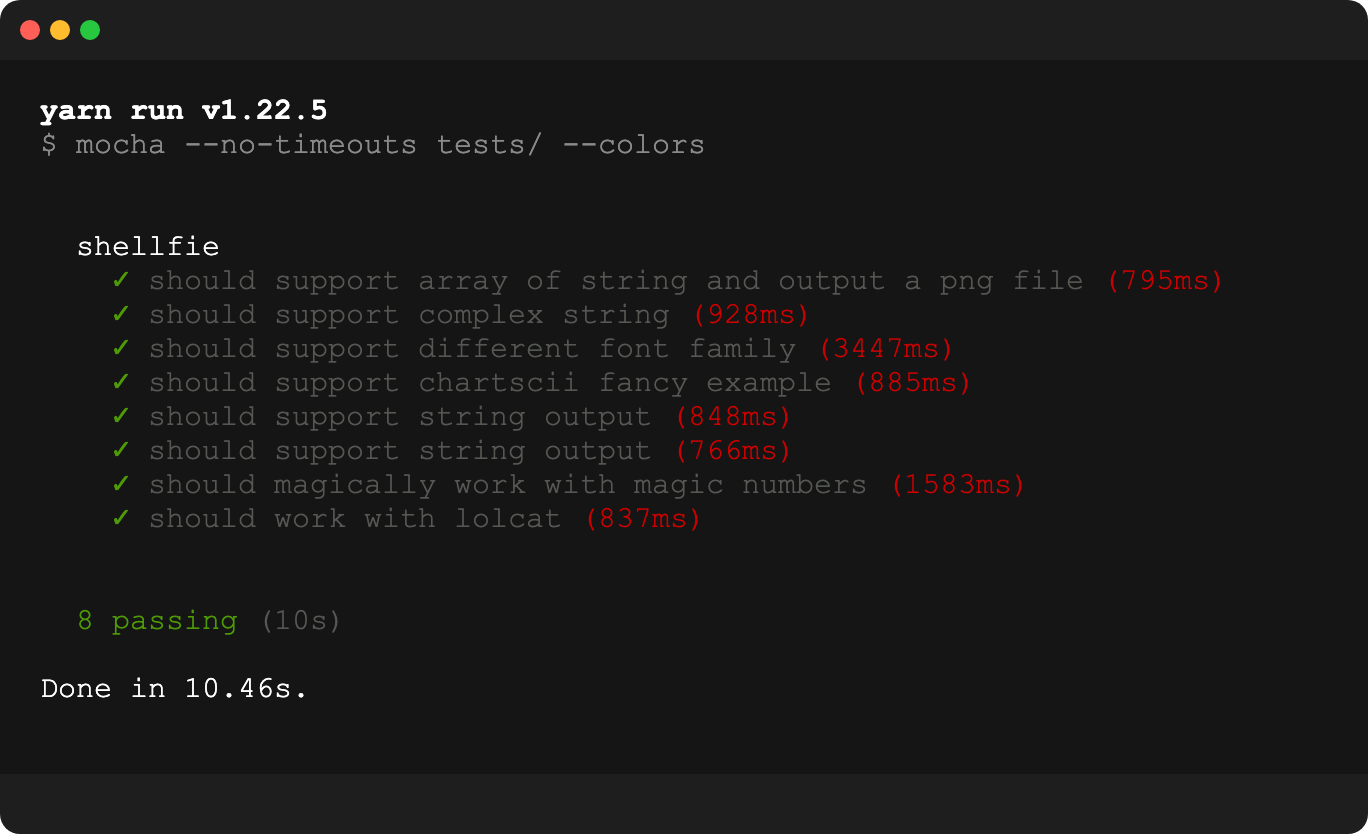 yarn run v1.22.5
$ mocha --no-timeouts tests/ --colors
shellfie
✓ should support array of string and output a png file (795ms)
✓ should support complex string (928ms)
✓ should support different font family (3447ms)
✓ should support chartscii fancy example (885ms)
✓ should support string output (848ms)
✓ should support string output (766ms)
✓ should magically work with magic numbers (1583ms)
✓ should work with lolcat (837ms)
8 passing (10s)
Done in 10.46s.